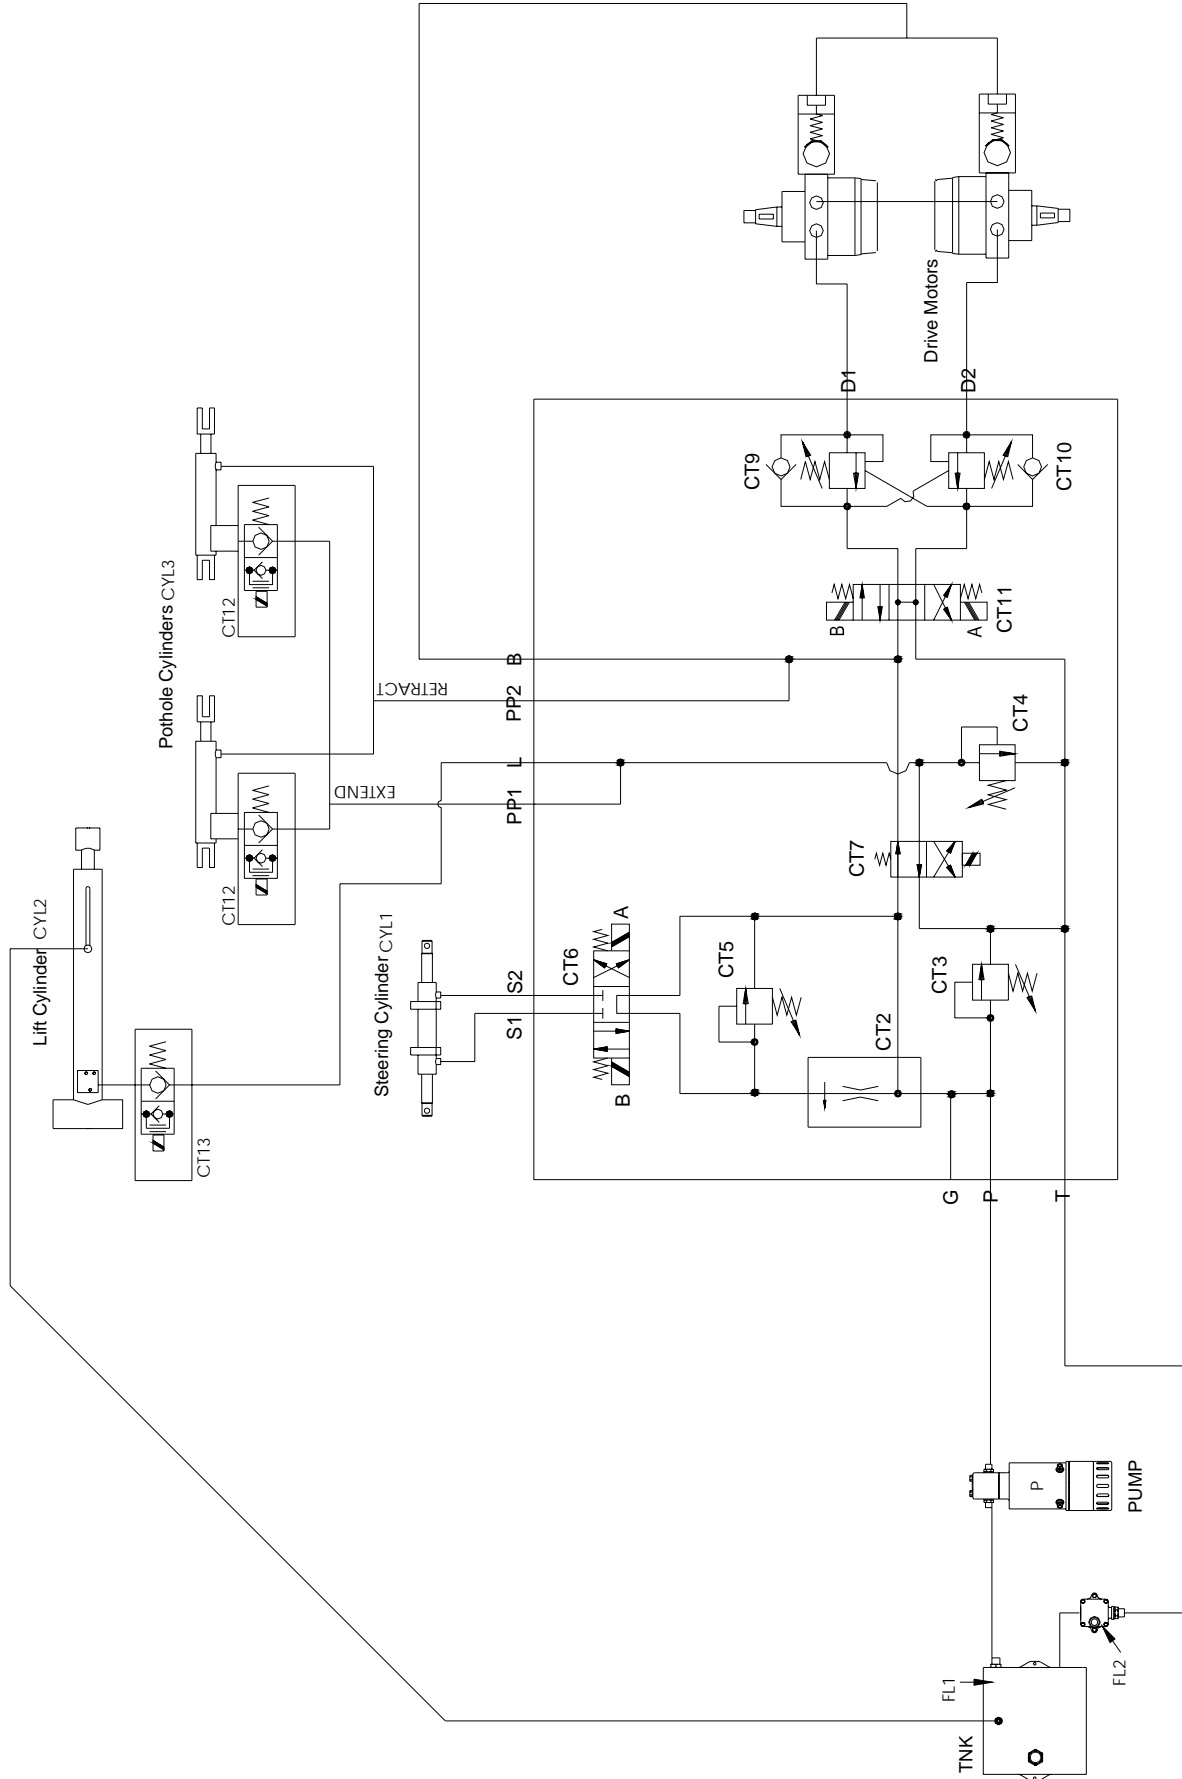 Lift Cylinder CYL2
CT13
Pothole Cylinders CYL3
CT12
CT12
EXTEND
RETRACT
Steering Cylinder CYL1
S1
S2
PP1
L
PP2
B
D1
D2
Drive Motors
CT6
A
B
CT5
CT2
CT3
CT7
CT4
CT11
B
A
CT9
CT10
G
P
T
P
PUMP
FL1
FL2
TNK